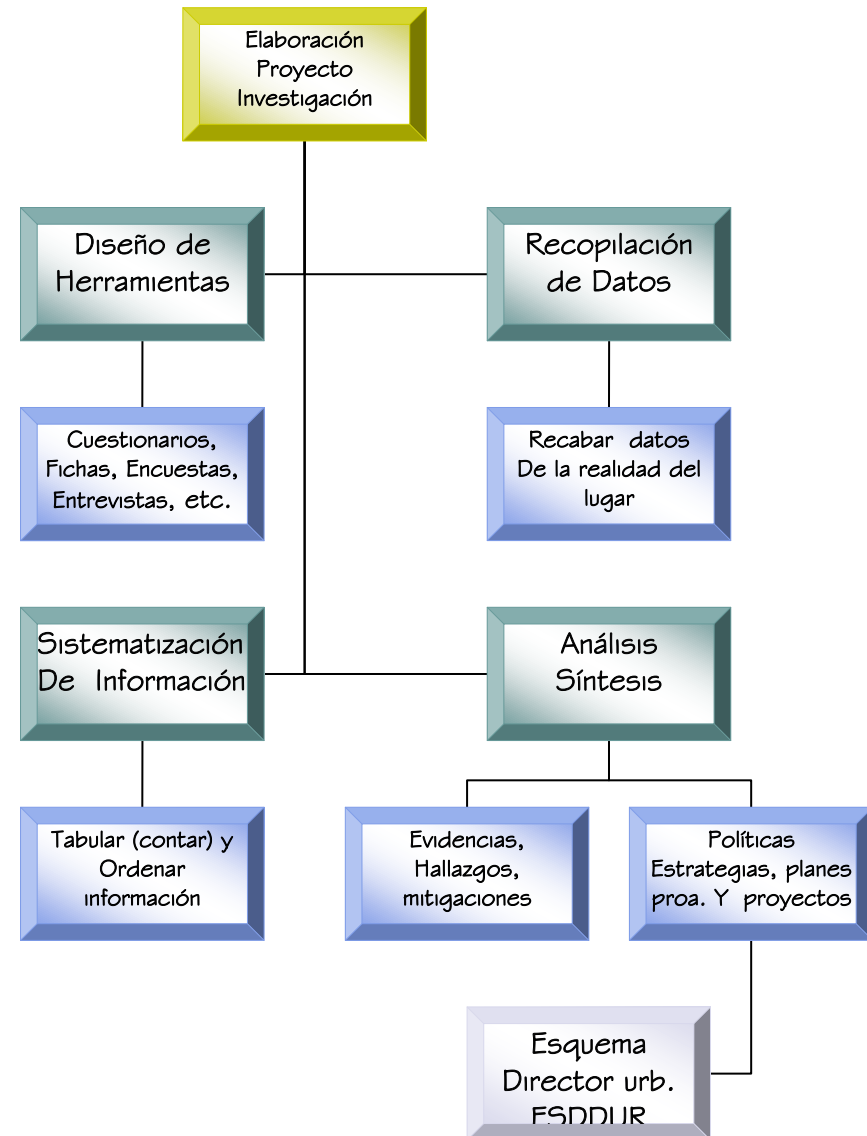 Elaboración
Proyecto
Investigación
Diseño de
Herramientas
Recopilación
de Datos
Cuestionarios,
Fichas, Encuestas,
Entrevistas, etc.
Recabar datos
De la realidad del
lugar
Sistematización
De Información
Análisis
Síntesis
Tabular (contar) y
Ordenar
información
Evidencias,
Hallazgos,
mitigaciones
Políticas
Estrategias, planes
proa. Y proyectos
Esquema
Director urb.
ESDDUR